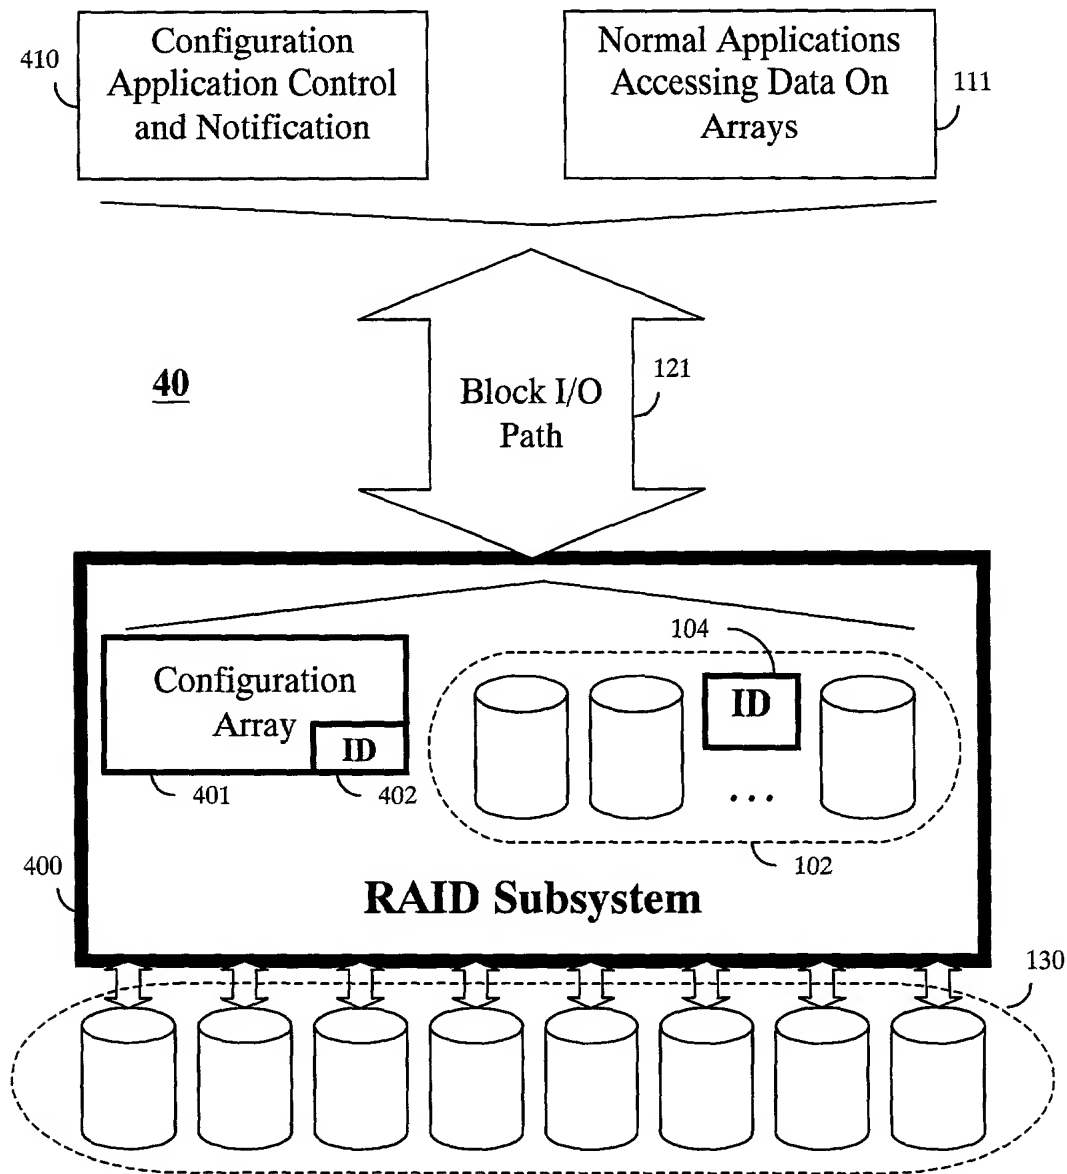 410
Configuration
Application Control
and Notification
Normal Applications
Accessing Data On
Arrays
111
40
Block I/O
Path
121
104
Configuration
Array
ID
ID
...
401
402
102
400
RAID Subsystem
130